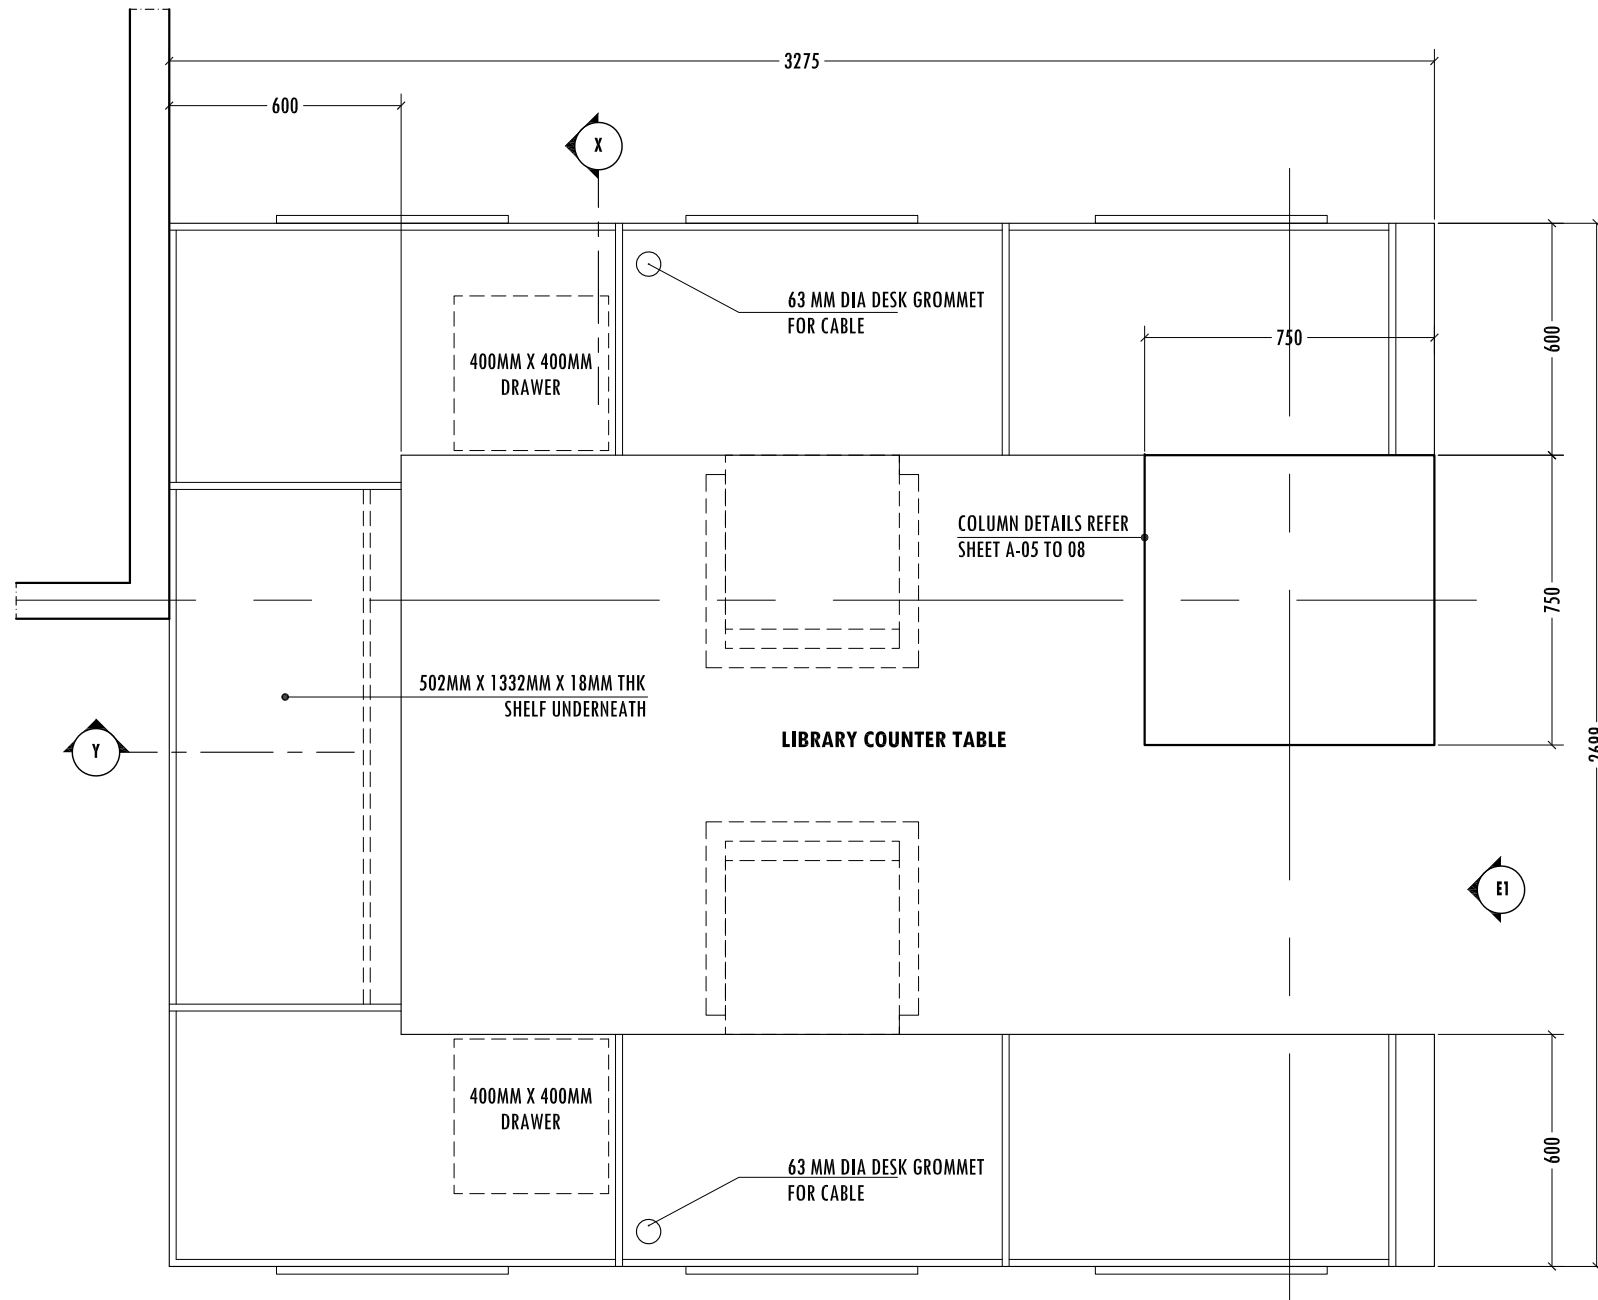 3275
600
X
63 MM DIA DESK GROMMET
FOR CABLE
400MM X 400MM
DRAWER
750
600
COLUMN DETAILS REFER
SHEET A-05 TO 08
750
502MM X 1332MM X 18MM THK
SHELF UNDERNEATH
LIBRARY COUNTER TABLE
Y
2699
E1
400MM X 400MM
DRAWER
63 MM DIA DESK GROMMET
FOR CABLE
600